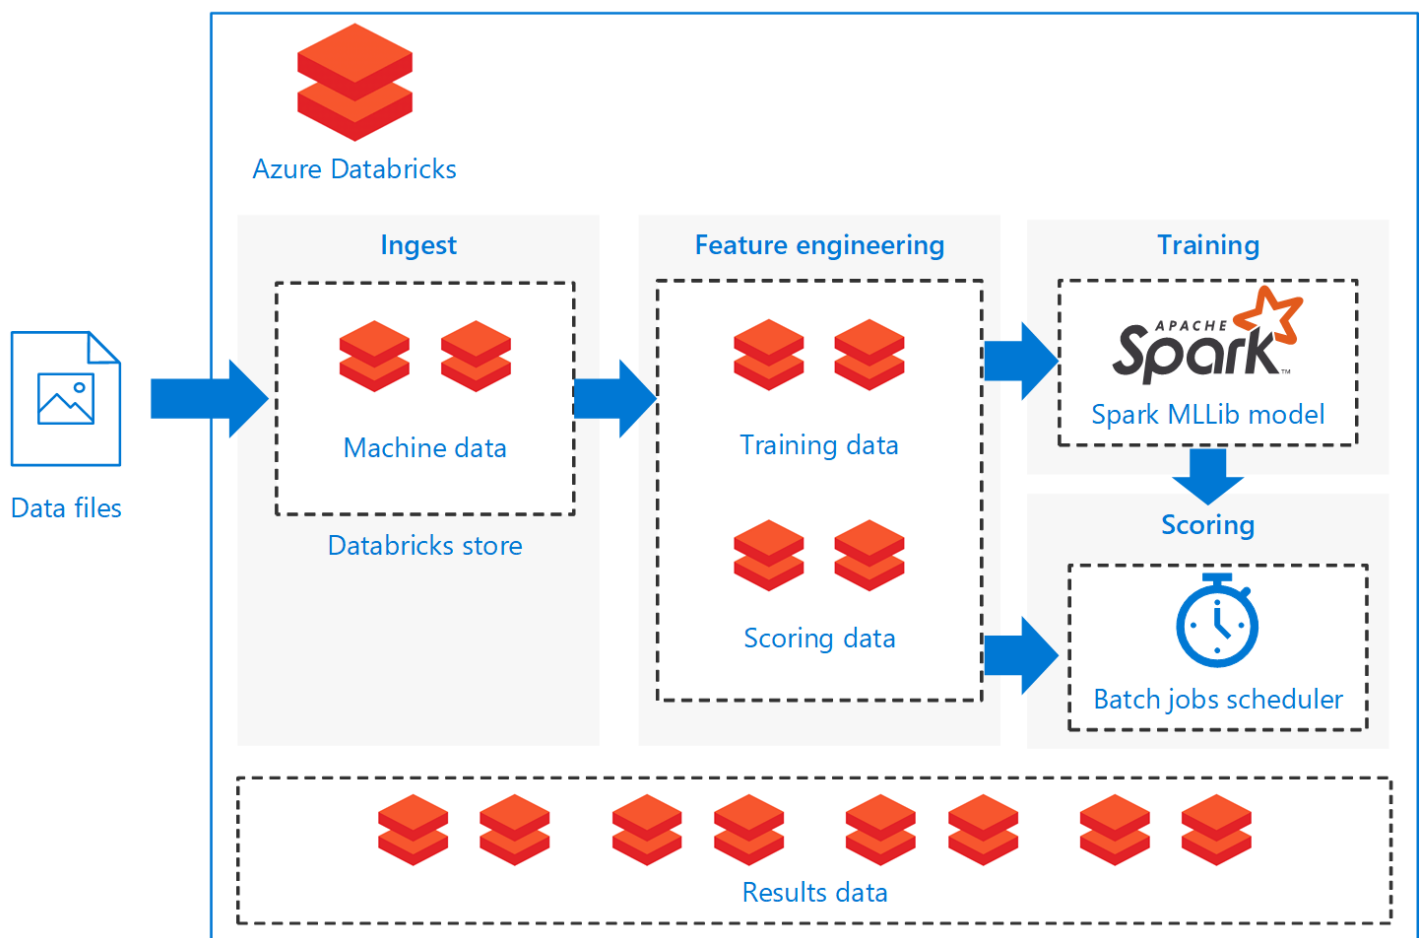 Azure Databricks
Ingest
Feature engineering
Training
APACHE
Spark™
Spark MLLib model
Machine data
Training data
Data files
Databricks store
Scoring
Scoring data
Batch jobs scheduler
Results data